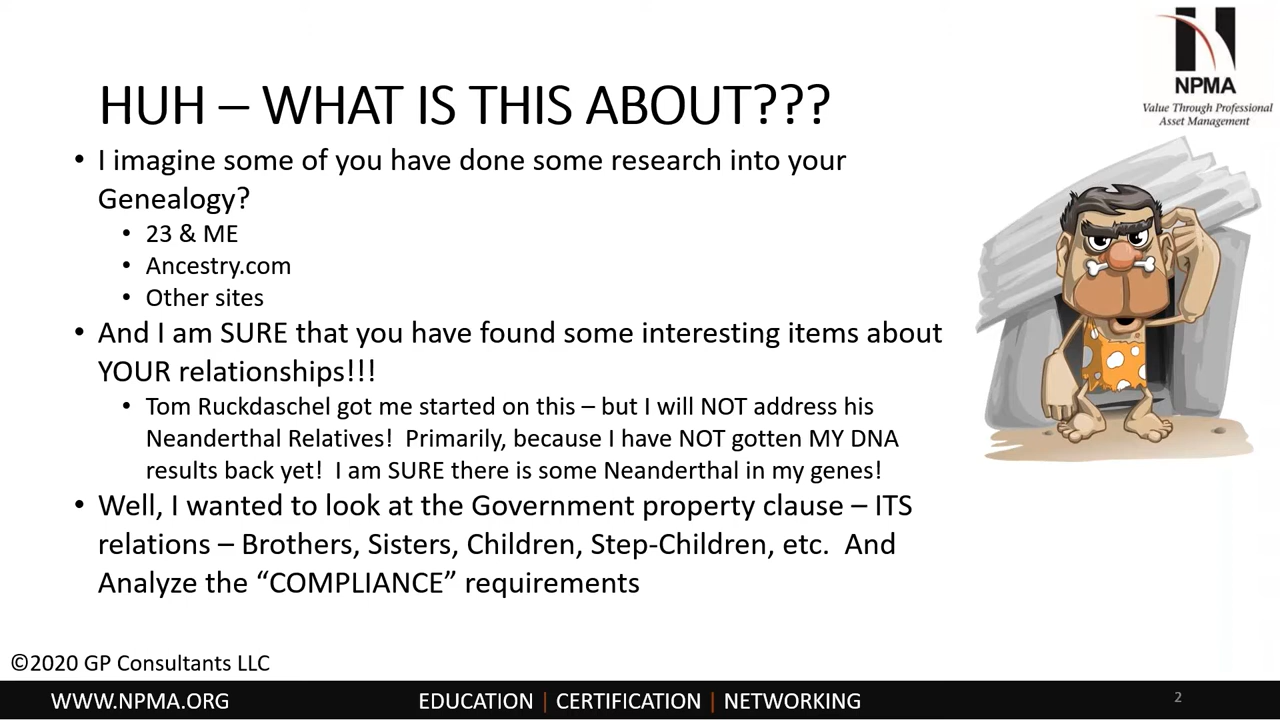 NPMA
Value Through Professional
Asset Management
HUH – WHAT IS THIS ABOUT???
• I imagine some of you have done some research into your
Genealogy?
• 23 & ME
• Ancestry.com
• Other sites
• And I am SURE that you have found some interesting items about
YOUR relationships!!!
• Tom Ruckdaschel got me started on this – but I will NOT address his
Neanderthal Relatives!  Primarily, because I have NOT gotten MY DNA
results back yet!  I am SURE there is some Neanderthal in my genes!
• Well, I wanted to look at the Government property clause – ITS
relations – Brothers, Sisters, Children, Step-Children, etc.  And
Analyze the “COMPLIANCE” requirements
©2020 GP Consultants LLC
WWW.NPMA.ORG
EDUCATION | CERTIFICATION | NETWORKING
2